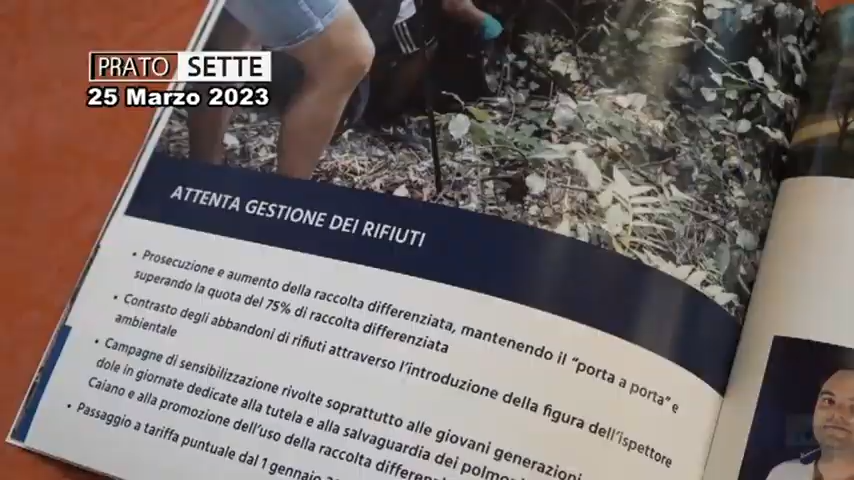 PRATO SETTE
25 Marzo 2023
ATTENTA GESTIONE DEI RIFIUTI
• Prosecuzione e aumento della raccolta differenziata, mantenendo il “porta a porta” e
superando la quota del 75% di raccolta differenziata
• Contrasto degli abbandoni di rifiuti attraverso l’introduzione della figura dell’ispettore
ambientale
• Campagne di sensibilizzazione rivolte soprattutto alle giovani generazioni
dole in giornate dedicate alla tutela e alla salvaguardia dei
Caiano e alla promozione dell’uso della raccolta
• Passaggio a tariffa puntuale dal 1 gennaio